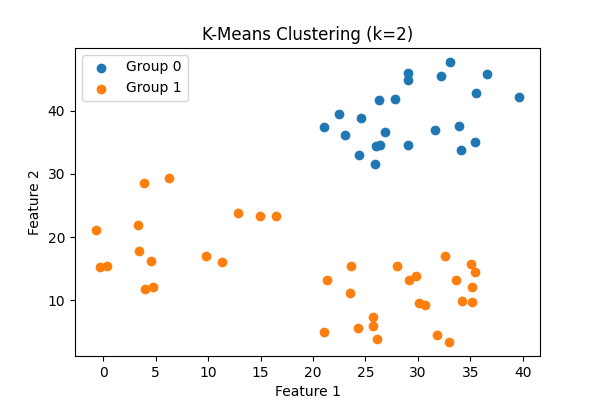 K-Means Clustering (k=2)
Group 0
Group 1
Feature 2
40
30
20
10
0 5 10 15 20 25 30 35 40
Feature 1